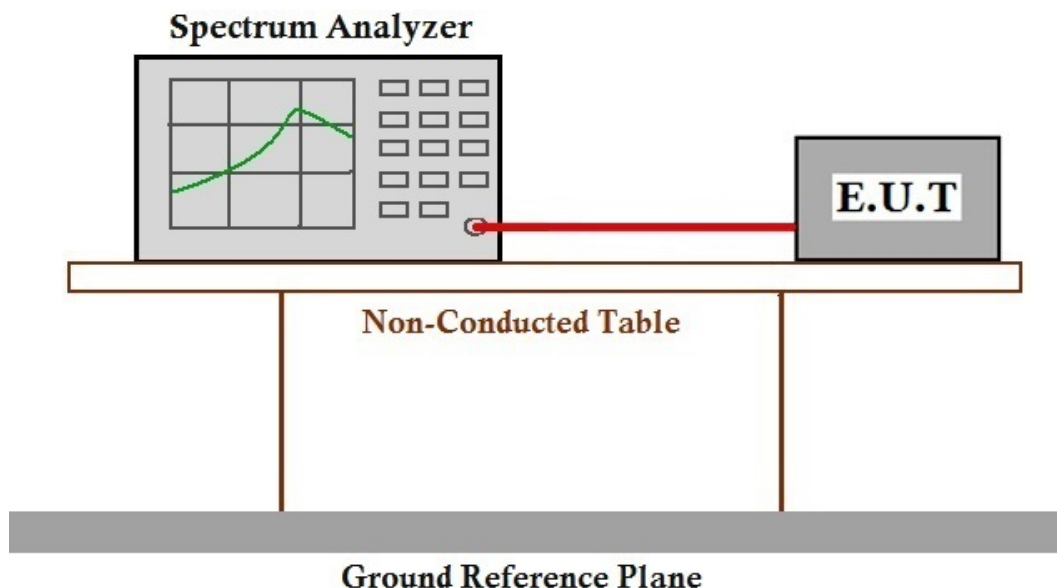 Spectrum Analyzer
E.U.T
Non-Conducted Table
Ground Reference Plane